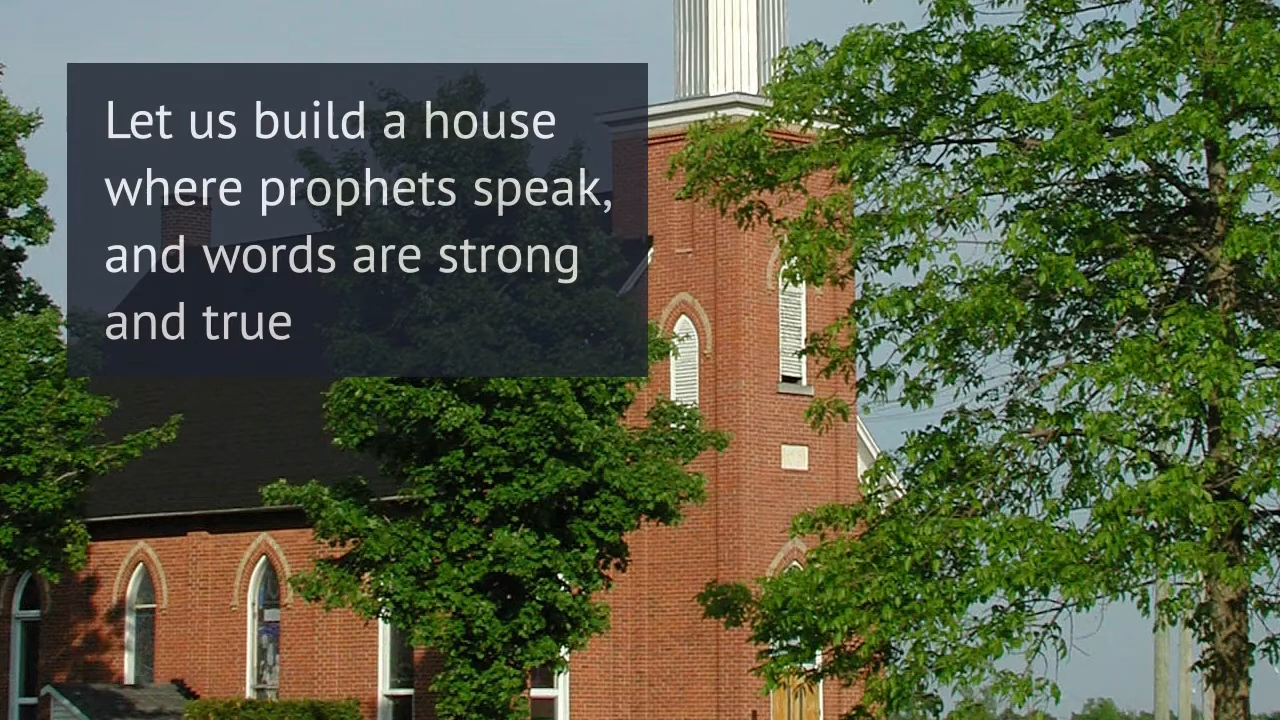 Let us build a house
where prophets speak,
and words are strong
and true